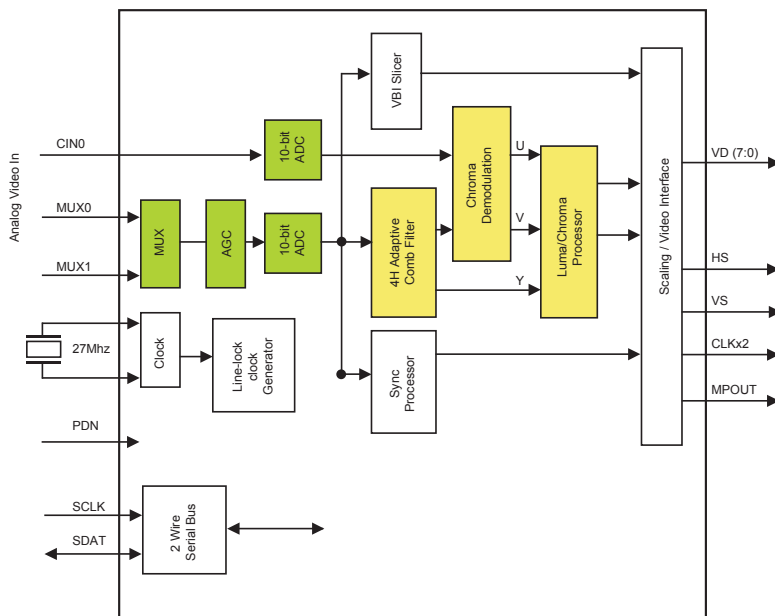 Analog Video In
CIN0
MUX0
MUX1
27Mhz
PDN
SCLK
SDAT
MUX
AGC
10-bit
ADC
10-bit
ADC
Clock
Line-lock
clock
Generator
2 Wire
Serial Bus
VBI Slicer
4H Adaptive
Comb Filter
Sync
Processor
Chroma
Demodulation
U
V
Y
Luma/Chroma
Processor
Scaling / Video Interface
VD (7:0)
HS
VS
CLKx2
MPOUT